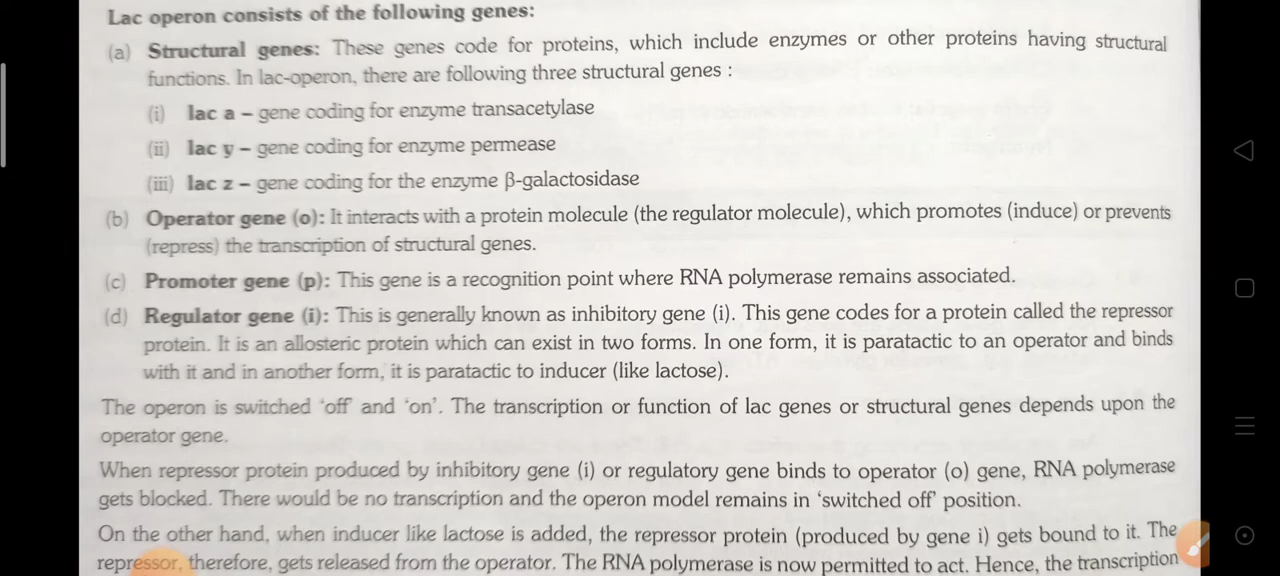 Lac operon consists of the following genes:
(a) Structural genes: These genes code for proteins, which include enzymes or other proteins having structural
functions. In lac-operon, there are following three structural genes :
(i) lac a – gene coding for enzyme transacetylase
(ii) lac y – gene coding for enzyme permease
(iii) lac z – gene coding for the enzyme β-galactosidase
(b) Operator gene (o): It interacts with a protein molecule (the regulator molecule), which promotes (induce) or prevents
(repress) the transcription of structural genes.
(c) Promoter gene (p): This gene is a recognition point where RNA polymerase remains associated.
(d) Regulator gene (i): This is generally known as inhibitory gene (i). This gene codes for a protein called the repressor
protein. It is an allosteric protein which can exist in two forms. In one form, it is paratactic to an operator and binds
with it and in another form, it is paratactic to inducer (like lactose).
The operon is switched ‘off’ and ‘on’. The transcription or function of lac genes or structural genes depends upon the
operator gene.
When repressor protein produced by inhibitory gene (i) or regulatory gene binds to operator (o) gene, RNA polymerase
gets blocked. There would be no transcription and the operon model remains in ‘switched off’ position.
On the other hand, when inducer like lactose is added, the repressor protein (produced by gene i) gets bound to it. The
repressor, therefore, gets released from the operator. The RNA polymerase is now permitted to act. Hence, the transcription